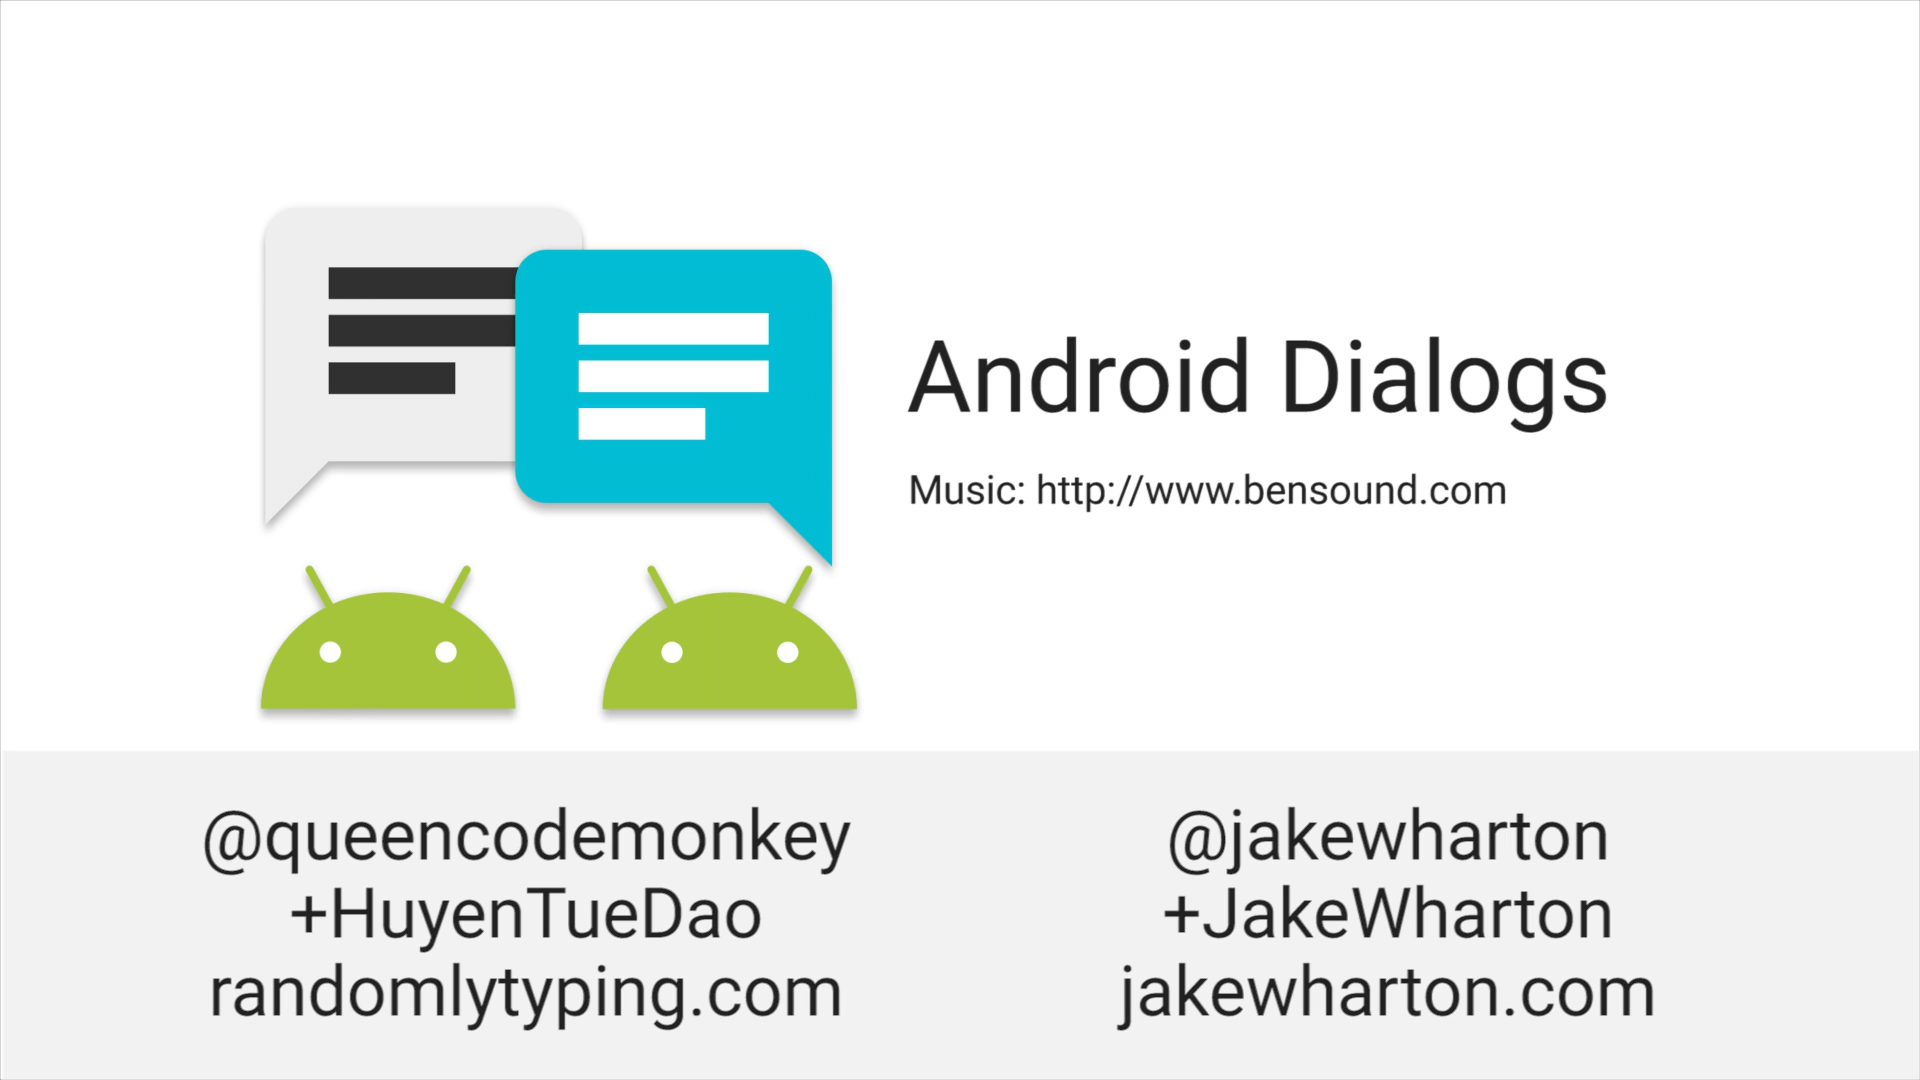 Android Dialogs
Music: http://www.bensound.com
@queencodemonkey
+HuyenTueDao
randomlytyping.com
@jakewharton
+JakeWharton
jakewharton.com